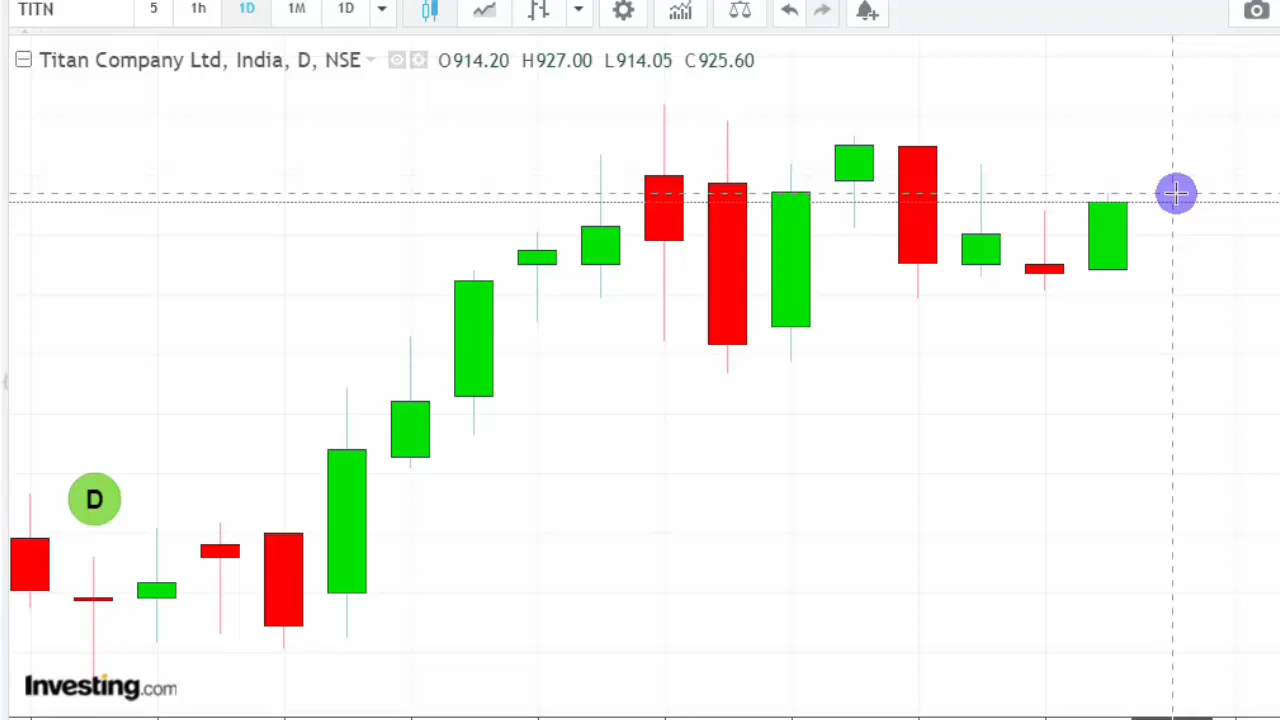 TITN 5 1h 1D 1M 1D
Titan Company Ltd, India, D, NSE O914.20 H927.00 L914.05 C925.60
D
Investing.com